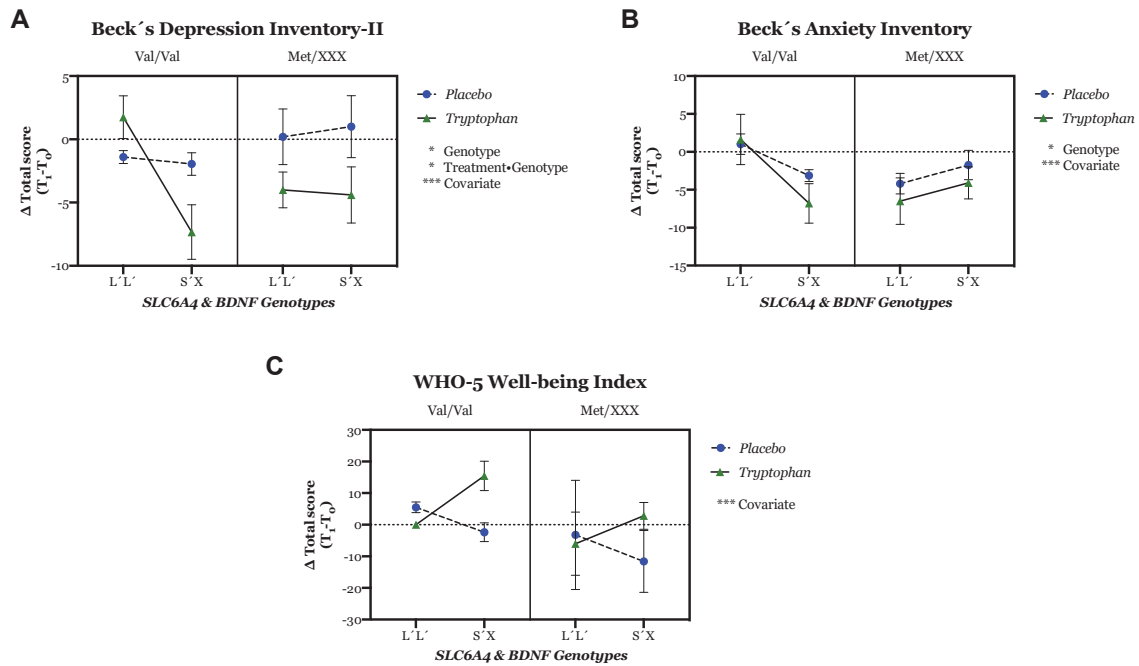 A
Beck´s Depression Inventory-II
Val/Val Met/XXX
5
0
-5
-10
Δ Total score
(T₁-T₀)
L´L´ S´X L´L´ S´X
SLC6A4 & BDNF Genotypes
Placebo
Tryptophan
* Genotype
* Treatment•Genotype
*** Covariate
B
Beck´s Anxiety Inventory
Val/Val Met/XXX
10
5
0
-5
-10
-15
Δ Total score
(T₁-T₀)
L´L´ S´X L´L´ S´X
SLC6A4 & BDNF Genotypes
Placebo
Tryptophan
* Genotype
*** Covariate
C
WHO-5 Well-being Index
Val/Val Met/XXX
30
20
10
0
-10
-20
-30
Δ Total score
(T₁-T₀)
L´L´ S´X L´L´ S´X
SLC6A4 & BDNF Genotypes
Placebo
Tryptophan
*** Covariate